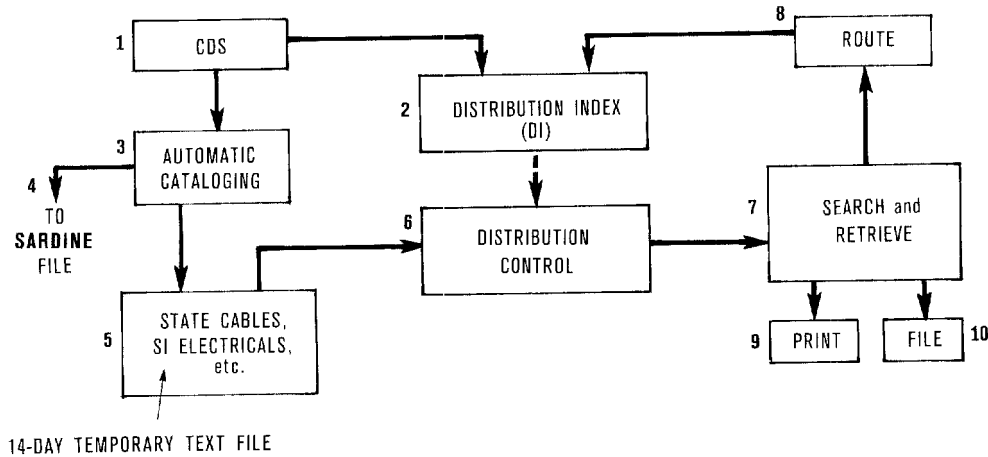 1
CDS
2
DISTRIBUTION INDEX
(DI)
3
AUTOMATIC
CATALOGING
4
TO
SARDINE
FILE
5
STATE CABLES,
SI ELECTRICALS,
etc.
14-DAY TEMPORARY TEXT FILE
6
DISTRIBUTION
CONTROL
7
SEARCH and
RETRIEVE
8
ROUTE
9
PRINT
10
FILE